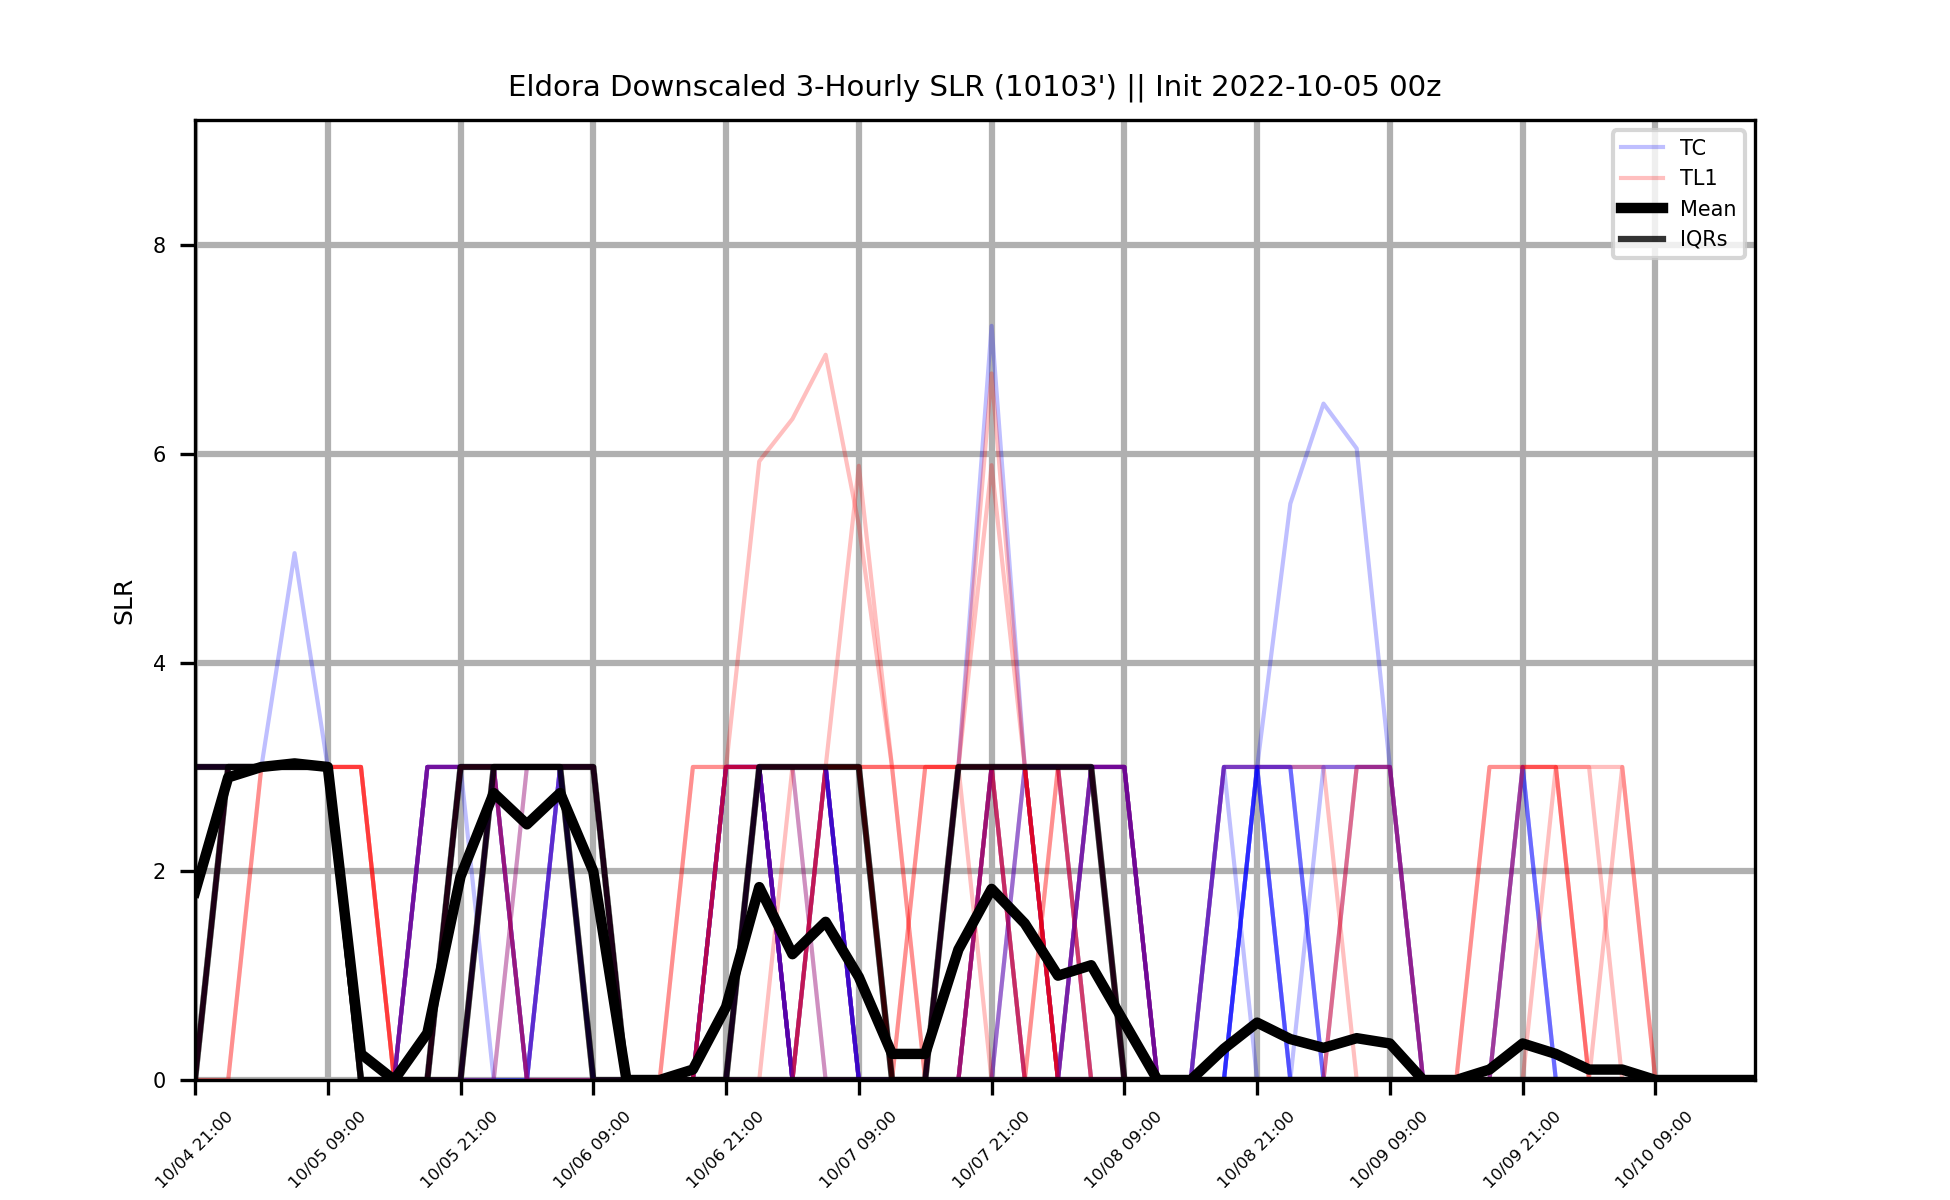 Eldora Downscaled 3-Hourly SLR (10103') || Init 2022-10-05 00z
TC
TL1
Mean
IQRs
8
6
4
2
0
SLR
10/04 21:00
10/05 09:00
10/05 21:00
10/06 09:00
10/06 21:00
10/07 09:00
10/07 21:00
10/08 09:00
10/08 21:00
10/09 09:00
10/09 21:00
10/10 09:00